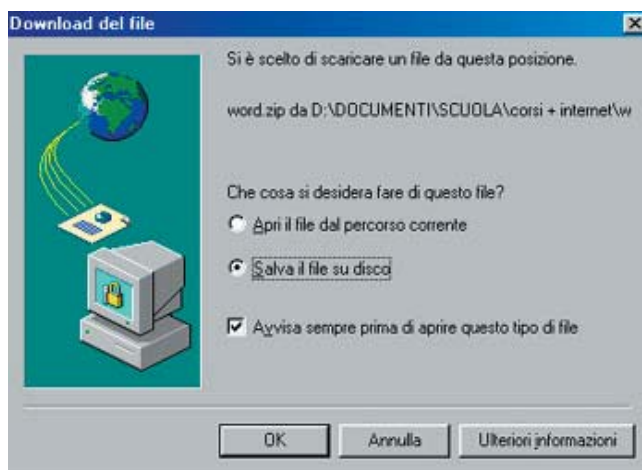 Download del file
Si è scelto di scaricare un file da questa posizione.
word.zip da D:\DOCUMENTI\SCUOLA\corsi + internet\w
Che cosa si desidera fare di questo file?
Apri il file dal percorso corrente
Salva il file su disco
Avvisa sempre prima di aprire questo tipo di file
OK
Annulla
Ulteriori informazioni